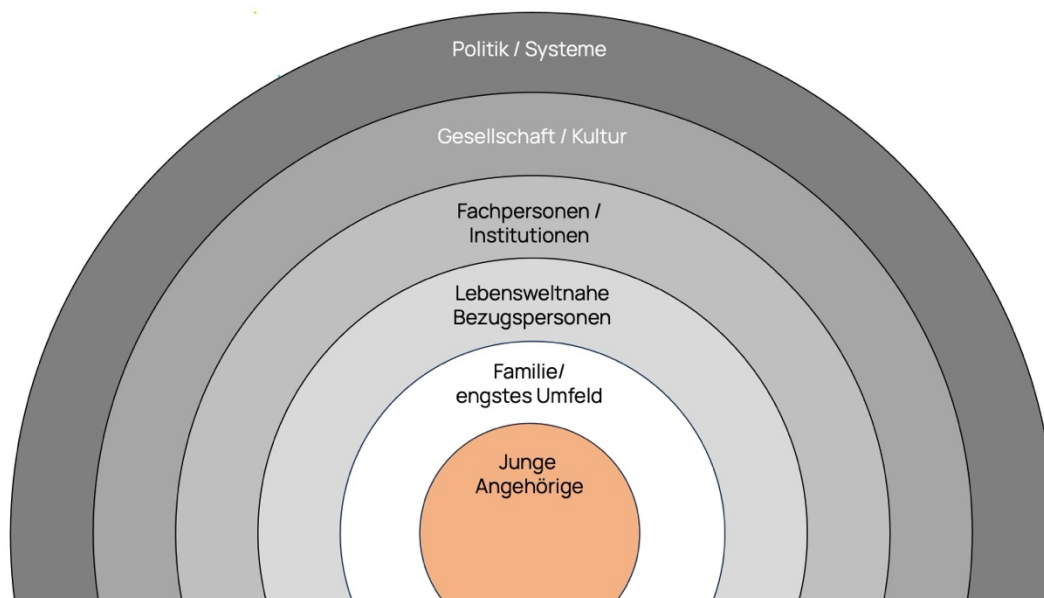 Politik / Systeme
Gesellschaft / Kultur
Fachpersonen /
Institutionen
Lebensweltnahe
Bezugspersonen
Familie/
engstes Umfeld
Junge
Angehörige